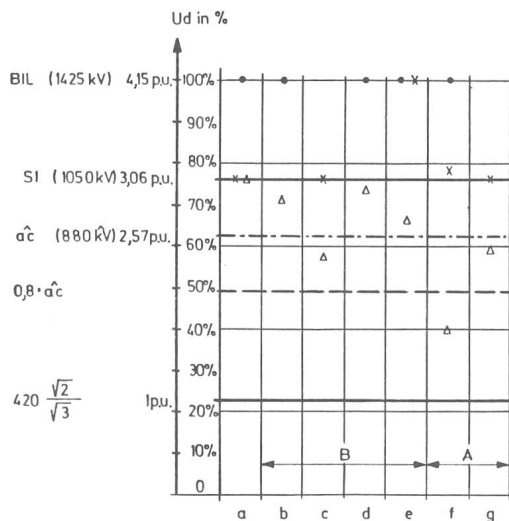 Ud in %
BIL (1425 kV) 4,15 p.u. 100%
90%
80%
SI (1050 kV) 3,06 p.u.
70%
âc (880 kV̂) 2,57 p.u.
60%
50%
0,8 · âc
40%
30%
420 √2/√3 1 p.u.
20%
10%
B A
0
a b c d e f g